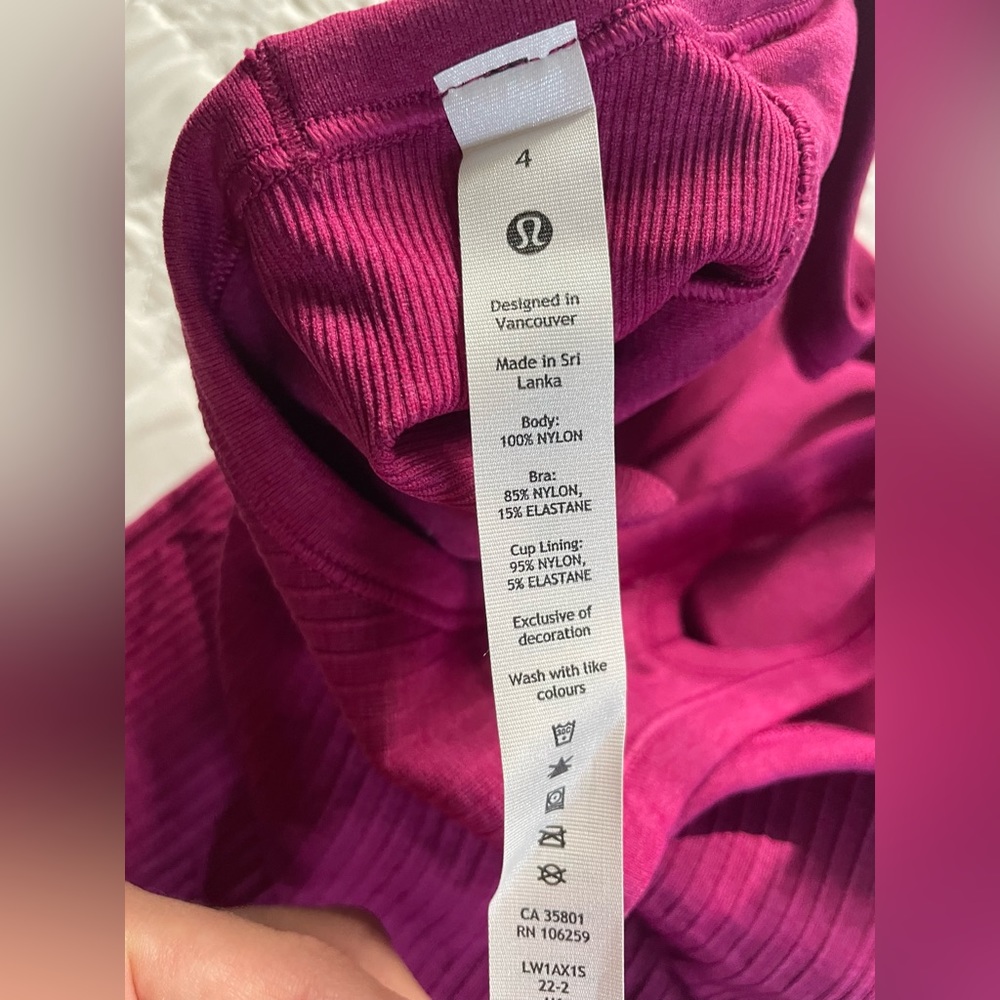 4
Designed in
Vancouver
Made in Sri
Lanka
Body:
100% NYLON
Bra:
85% NYLON,
15% ELASTANE
Cup Lining:
95% NYLON,
5% ELASTANE
Exclusive of
decoration
Wash with like
colours
30C
CA 35801
RN 106259
LW1AX1S
22-2